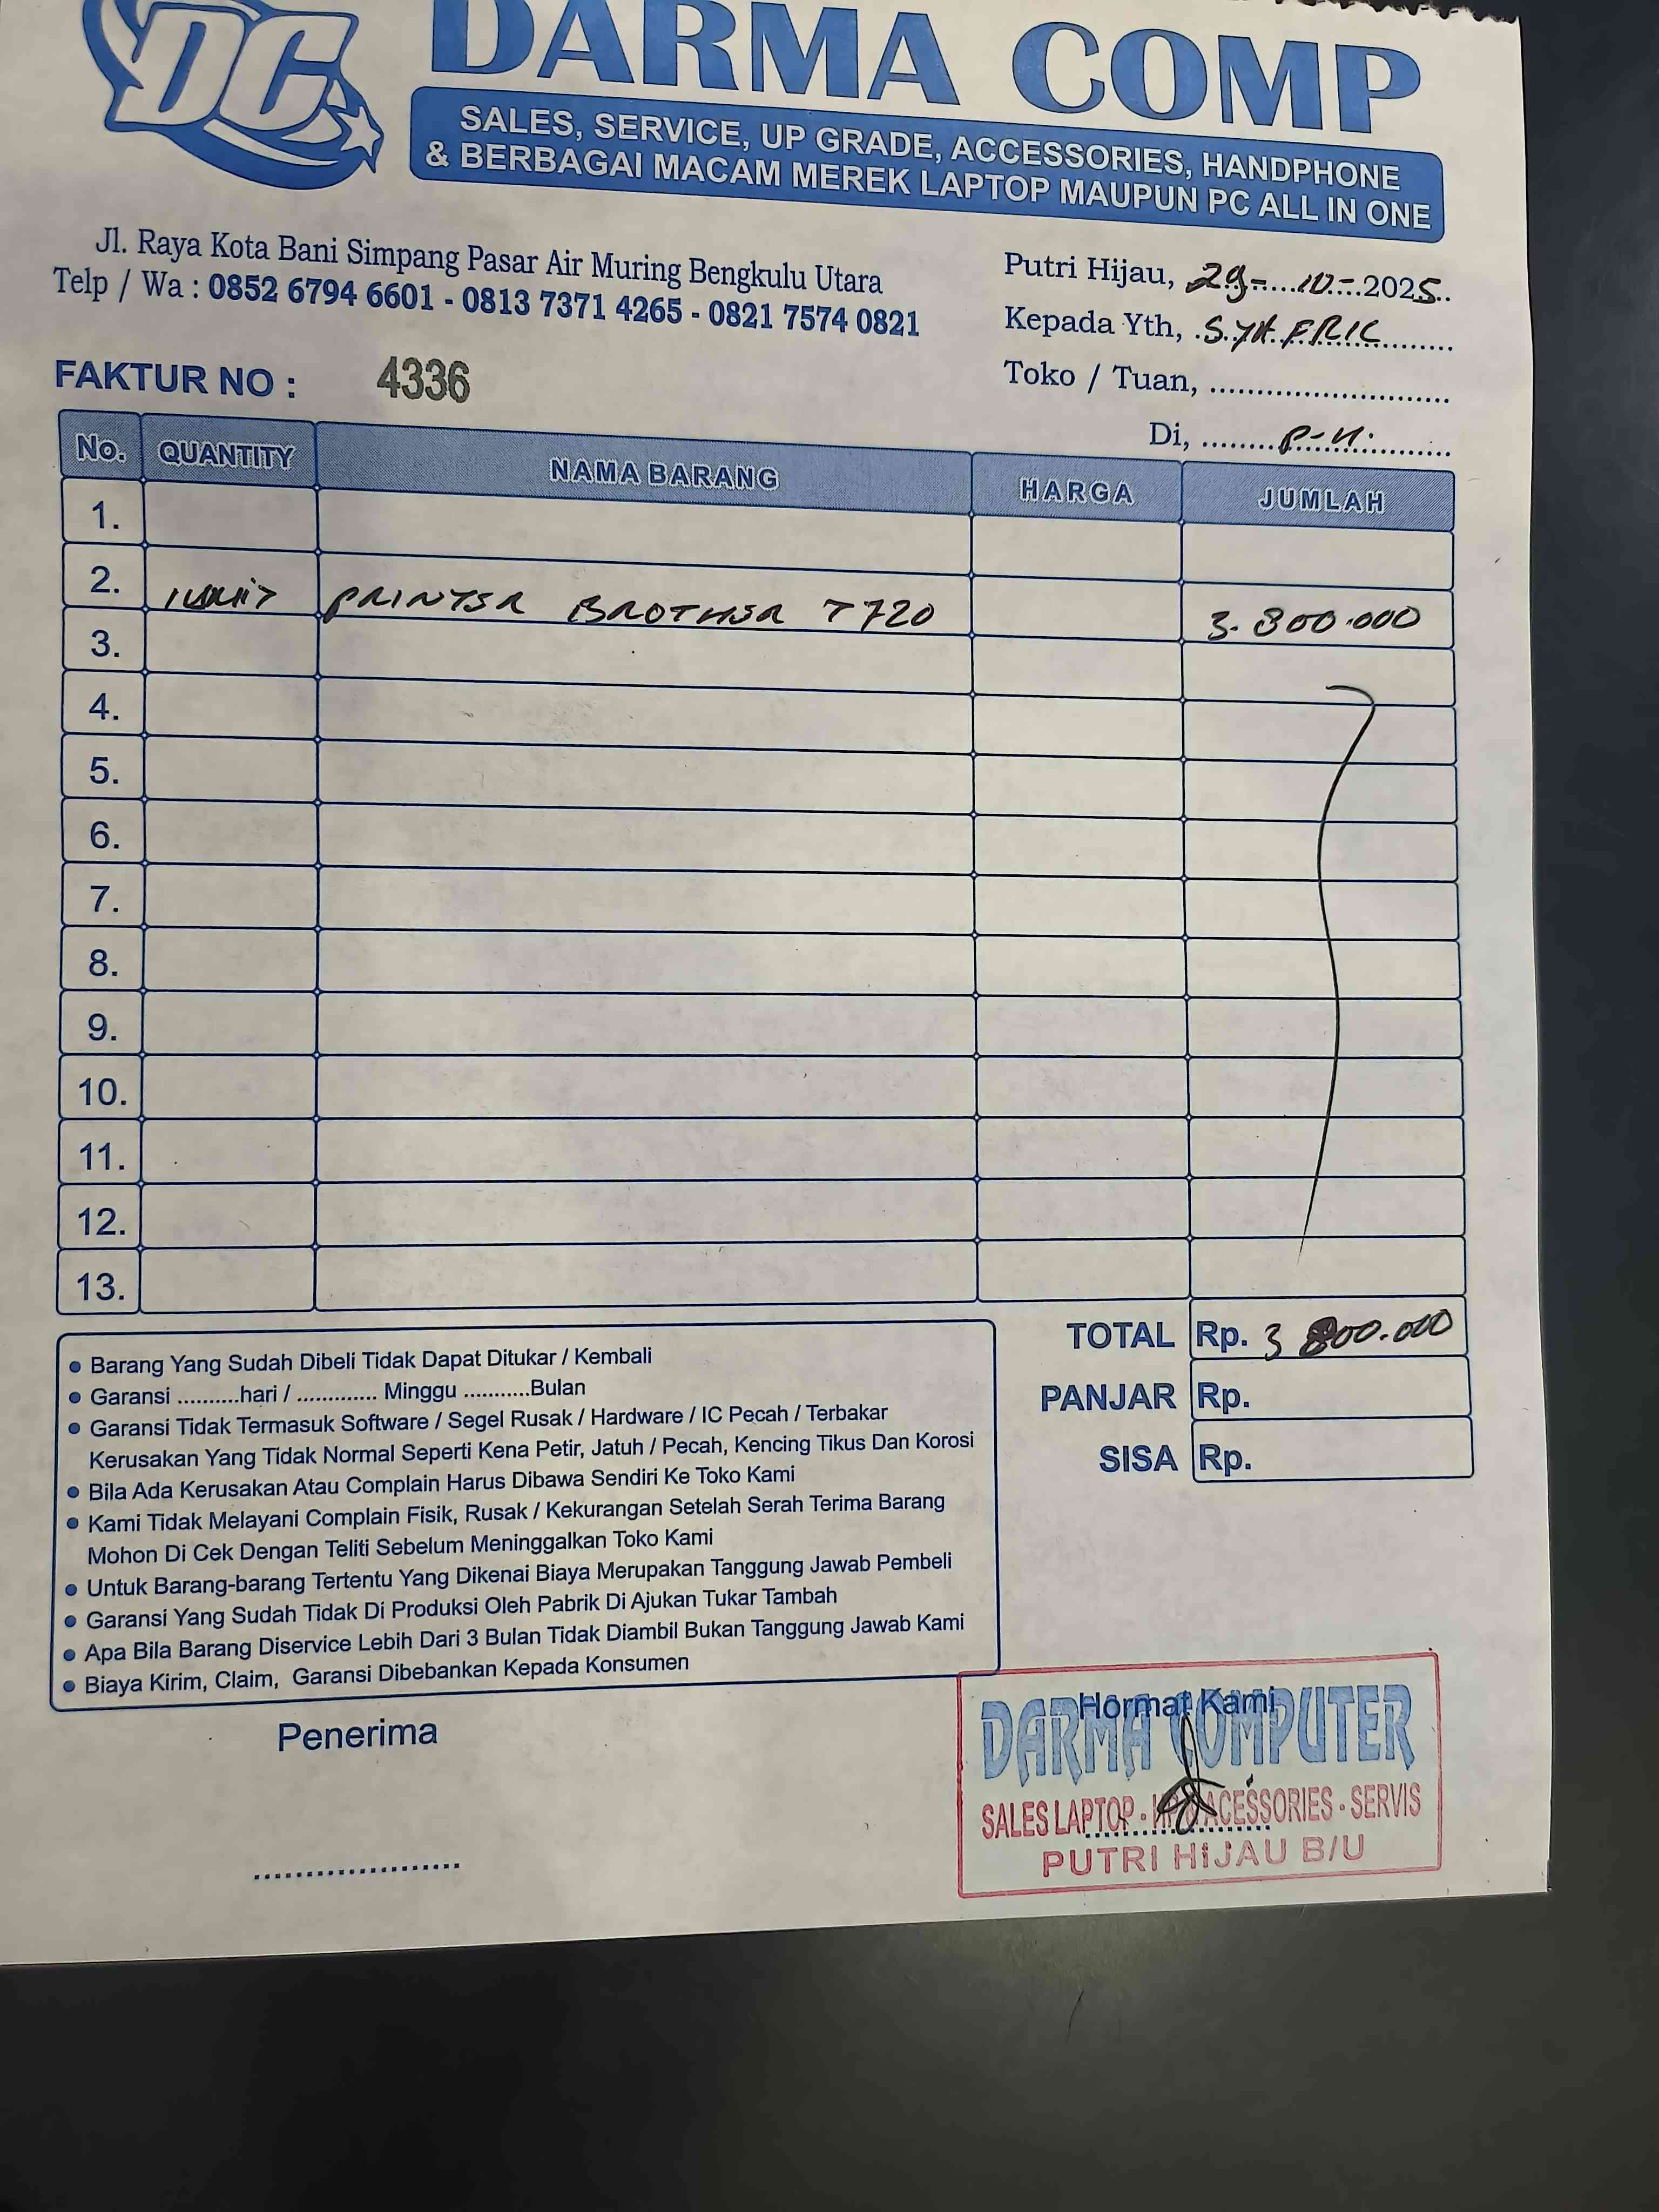 DC
DARMA COMP
SALES, SERVICE, UP GRADE, ACCESSORIES, HANDPHONE
& BERBAGAI MACAM MEREK LAPTOP MAUPUN PC ALL IN ONE
Jl. Raya Kota Bani Simpang Pasar Air Muring Bengkulu Utara
Telp / Wa : 0852 6794 6601 - 0813 7371 4265 - 0821 7574 0821
Putri Hijau, 29-...10-...2025..
Kepada Yth, ERIC
Toko / Tuan, ..........................
Di, ........P-H.............
FAKTUR NO : 4336
No. QUANTITY NAMA BARANG HARGA JUMLAH
1.
2. 1 UNIT PRINTER BROTHER T720 3.800.000
3.
4.
5.
6.
7.
8.
9.
10.
11.
12.
13.
TOTAL Rp. 3 800.000
PANJAR Rp.
SISA Rp.
• Barang Yang Sudah Dibeli Tidak Dapat Ditukar / Kembali
• Garansi ..........hari / ............. Minggu ...........Bulan
• Garansi Tidak Termasuk Software / Segel Rusak / Hardware / IC Pecah / Terbakar
Kerusakan Yang Tidak Normal Seperti Kena Petir, Jatuh / Pecah, Kencing Tikus Dan Korosi
• Bila Ada Kerusakan Atau Complain Harus Dibawa Sendiri Ke Toko Kami
• Kami Tidak Melayani Complain Fisik, Rusak / Kekurangan Setelah Serah Terima Barang
Mohon Di Cek Dengan Teliti Sebelum Meninggalkan Toko Kami
• Untuk Barang-barang Tertentu Yang Dikenai Biaya Merupakan Tanggung Jawab Pembeli
• Garansi Yang Sudah Tidak Di Produksi Oleh Pabrik Di Ajukan Tukar Tambah
• Apa Bila Barang Diservice Lebih Dari 3 Bulan Tidak Diambil Bukan Tanggung Jawab Kami
• Biaya Kirim, Claim, Garansi Dibebankan Kepada Konsumen
Penerima
.....................
Hormat Kami
DARMA COMPUTER
SALES LAPTOP - HP & ACESSORIES - SERVIS
PUTRI HiJAU B/U